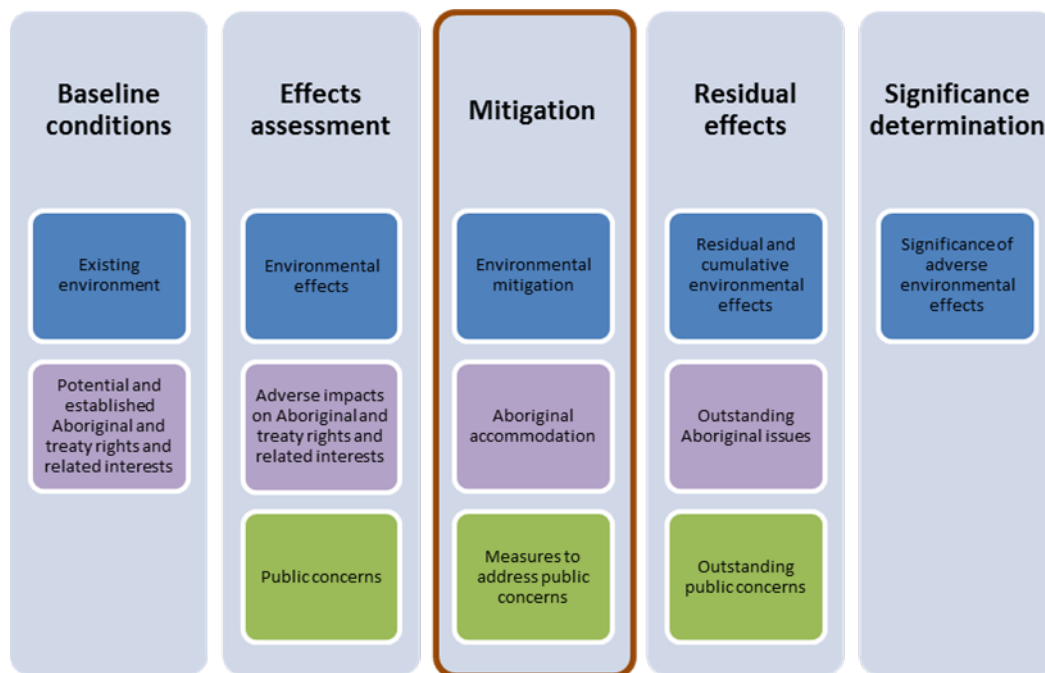 Baseline
conditions
Effects
assessment
Mitigation
Residual
effects
Significance
determination
Existing
environment
Environmental
effects
Environmental
mitigation
Residual and
cumulative
environmental
effects
Significance of
adverse
environmental
effects
Potential and
established
Aboriginal and
treaty rights and
related interests
Adverse impacts
on Aboriginal and
treaty rights and
related interests
Aboriginal
accommodation
Outstanding
Aboriginal issues
Public concerns
Measures to
address public
concerns
Outstanding
public concerns